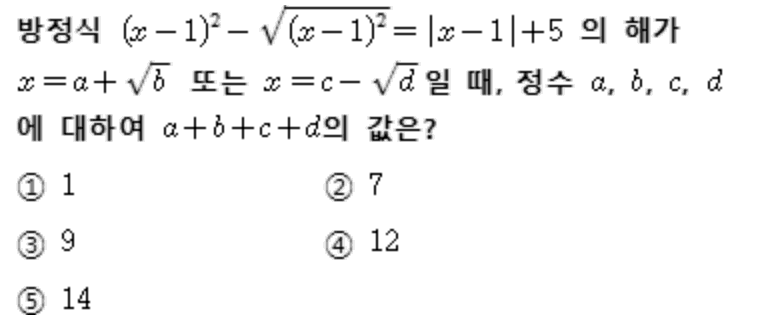 방정식 (x-1)²-√(x-1)²=|x-1|+5 의 해가
x=a+√b 또는 x=c-√d 일 때, 정수 a, b, c, d
에 대하여 a+b+c+d의 값은?
① 1 ② 7
③ 9 ④ 12
⑤ 14